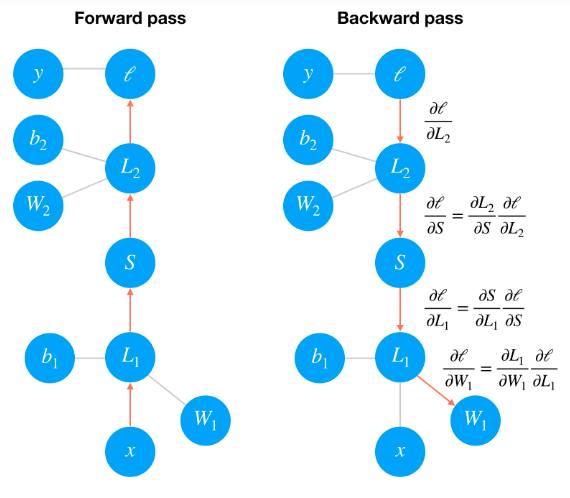 Forward pass
y ℓ
b₂
L₂
W₂
S
b₁ L₁
W₁
x
Backward pass
y ℓ
∂ℓ/∂L₂
b₂
L₂
W₂
∂ℓ/∂S = ∂L₂/∂S ∂ℓ/∂L₂
S
∂ℓ/∂L₁ = ∂S/∂L₁ ∂ℓ/∂S
b₁ L₁
∂ℓ/∂W₁ = ∂L₁/∂W₁ ∂ℓ/∂L₁
W₁
x